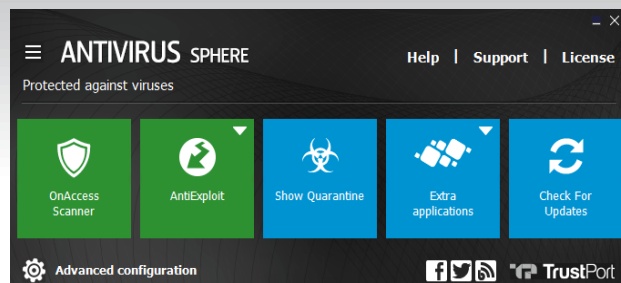 ANTIVIRUS SPHERE
Help | Support | License
Protected against viruses
OnAccess
Scanner
AntiExploit
Show Quarantine
Extra
applications
Check For
Updates
Advanced configuration
TrustPort